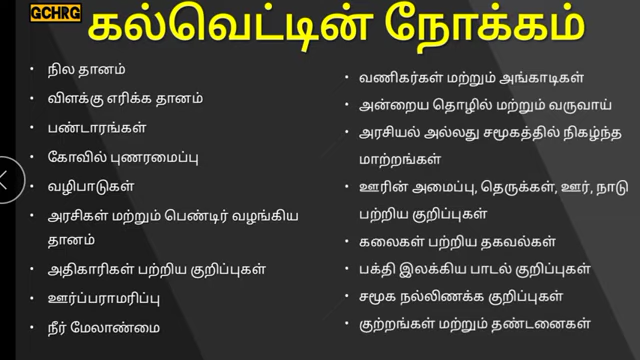 GCHRG
கல்வெட்டின் நோக்கம்
• நில தானம்
• விளக்கு எரிக்க தானம்
• பண்டாரங்கள்
• கோவில் புணரமைப்பு
• வழிபாடுகள்
• அரசிகள் மற்றும் பெண்டிர் வழங்கிய
தானம்
• அதிகாரிகள் பற்றிய குறிப்புகள்
• ஊர்ப்பராமரிப்பு
• நீர் மேலாண்மை
• வணிகர்கள் மற்றும் அங்காடிகள்
• அன்றைய தொழில் மற்றும் வருவாய்
• அரசியல் அல்லது சமூகத்தில் நிகழ்ந்த
மாற்றங்கள்
• ஊரின் அமைப்பு, தெருக்கள், ஊர், நாடு
பற்றிய குறிப்புகள்
• கலைகள் பற்றிய தகவல்கள்
• பக்தி இலக்கிய பாடல் குறிப்புகள்
• சமூக நல்லிணக்க குறிப்புகள்
• குற்றங்கள் மற்றும் தண்டனைகள்